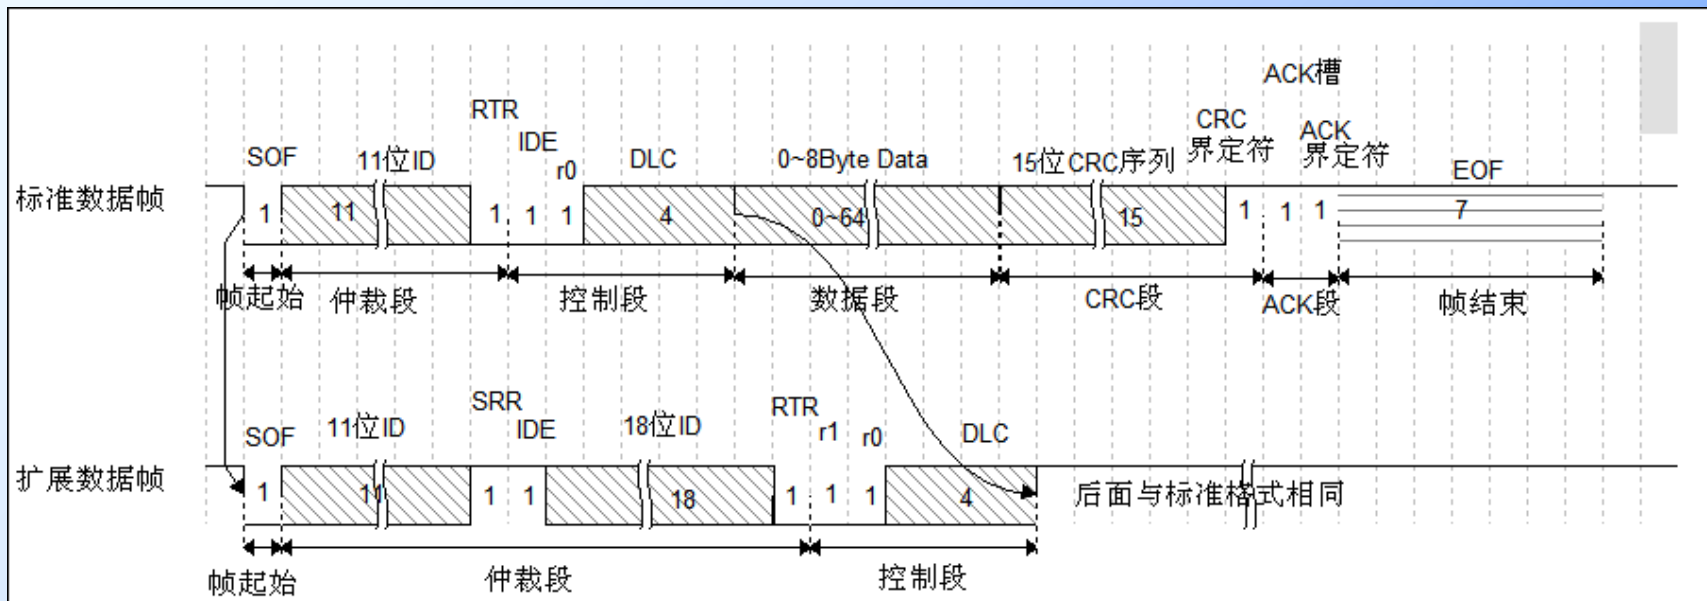 ACK槽
RTR
CRC
界定符
ACK
界定符
IDE
SOF
11位ID
r0
DLC
0~8Byte Data
15位CRC序列
EOF
标准数据帧
1
11
1
1
1
4
0~64
15
1
1
1
7
帧起始
仲裁段
控制段
数据段
CRC段
ACK段
帧结束
SRR
IDE
RTR
SOF
11位ID
18位ID
r1
r0
DLC
扩展数据帧
1
11
1
1
18
1
1
1
4
后面与标准格式相同
帧起始
仲裁段
控制段